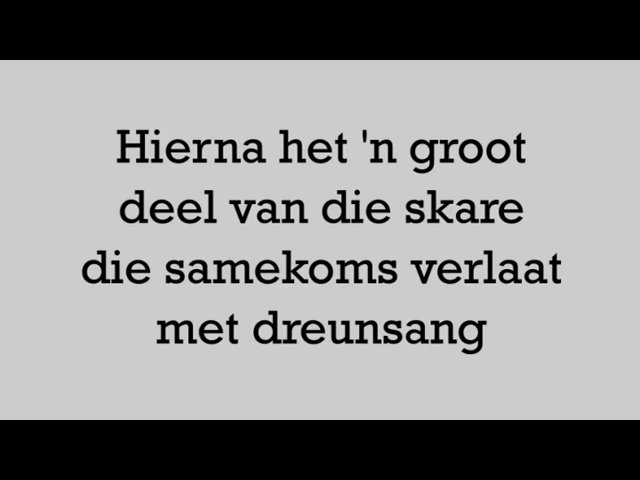 Hierna het 'n groot
deel van die skare
die samekoms verlaat
met dreunsang